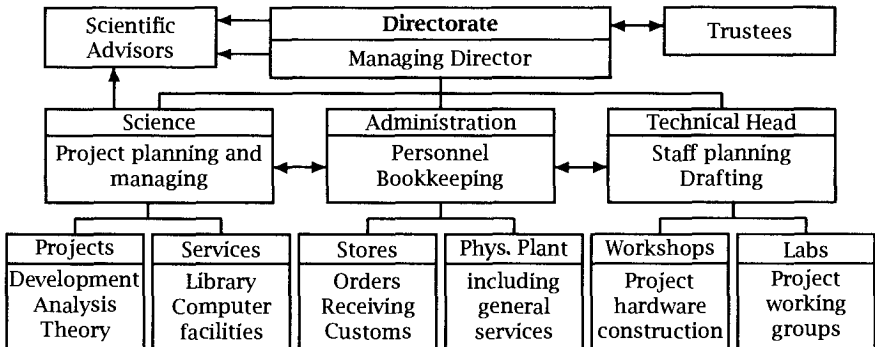 Scientific
Advisors
Directorate
Managing Director
Trustees
Science
Project planning and
managing
Administration
Personnel
Bookkeeping
Technical Head
Staff planning
Drafting
Projects
Development
Analysis
Theory
Services
Library
Computer
facilities
Stores
Orders
Receiving
Customs
Phys. Plant
including
general
services
Workshops
Project
hardware
construction
Labs
Project
working
groups